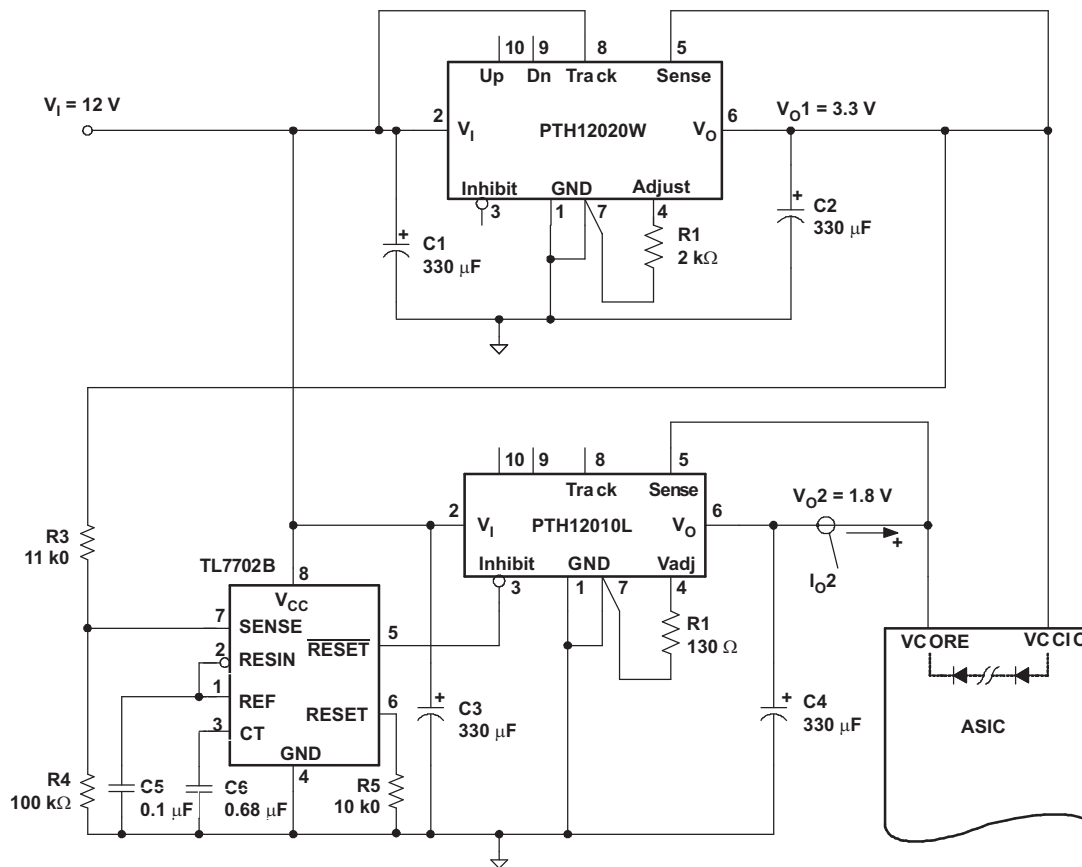 10 9 8 5
Up Dn Track Sense
V_I = 12 V
2 V_I PTH12020W V_O 6
V_O1 = 3.3 V
Inhibit GND Adjust
3 1 7 4
+ C1
330 μF
R1
2 kΩ
+ C2
330 μF
10 9 8 5
Track Sense
2 V_I PTH12010L V_O 6
V_O2 = 1.8 V
+
I_O2
Inhibit GND Vadj
3 1 7 4
R1
130 Ω
R3
11 k0
TL7702B
8
V_CC
7 SENSE
RESET 5
2 RESIN
1 REF
RESET 6
3 CT
GND
4
+ C3
330 μF
+ C4
330 μF
R4
100 kΩ
C5
0.1 μF
C6
0.68 μF
R5
10 k0
VCORE VCCIO
ASIC